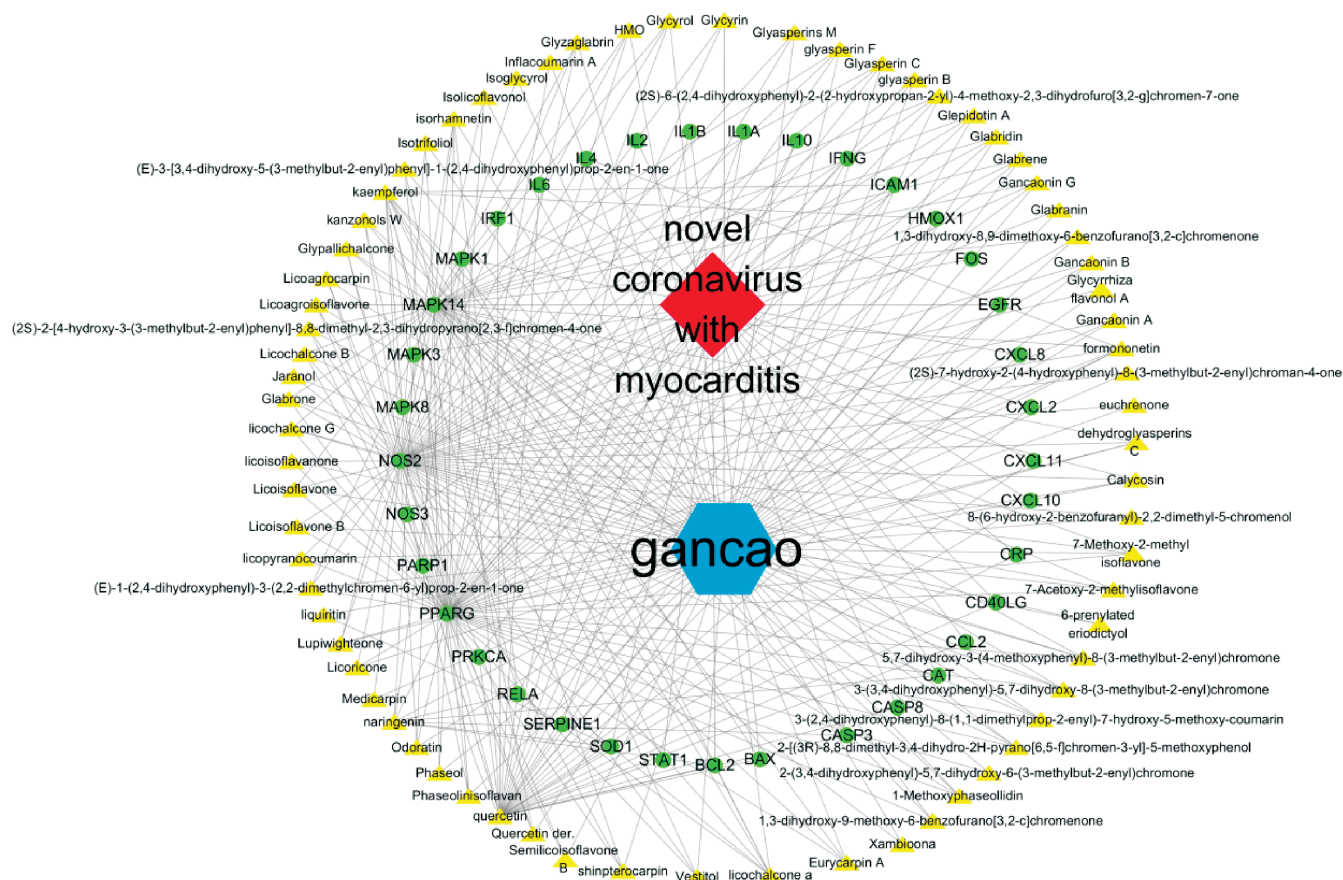 Glycyrol
Glycyrin
HMO
Glyasperins M
Glyzaglabrin
glyasperin F
Inflacoumarin A
Glyasperin C
Isoglycyrol
glyasperin B
Isolicoflavonol
(2S)-6-(2,4-dihydroxyphenyl)-2-(2-hydroxypropan-2-yl)-4-methoxy-2,3-dihydrofuro[3,2-g]chromen-7-one
isorhamnetin
Glepidotin A
IL2
IL1B
IL1A
IL10
Isotrifoliol
Glabridin
IL4
IFNG
Glabrene
(E)-3-[3,4-dihydroxy-5-(3-methylbut-2-enyl)phenyl]-1-(2,4-dihydroxyphenyl)prop-2-en-1-one
IL6
ICAM1
Gancaonin G
kaempferol
Glabranin
kanzonols W
IRF1
HMOX1
novel
coronavirus
with
myocarditis
1,3-dihydroxy-8,9-dimethoxy-6-benzofurano[3,2-c]chromenone
Glypallichalcone
MAPK1
FOS
Gancaonin B
Licoagrocarpin
Glycyrrhiza
flavonol A
Licoagroisoflavone
MAPK14
EGFR
Gancaonin A
(2S)-2-[4-hydroxy-3-(3-methylbut-2-enyl)phenyl]-8,8-dimethyl-2,3-dihydropyrano[2,3-f]chromen-4-one
formononetin
Licochalcone B
MAPK3
CXCL8
(2S)-7-hydroxy-2-(4-hydroxyphenyl)-8-(3-methylbut-2-enyl)chroman-4-one
Jaranol
Glabrone
MAPK8
CXCL2
euchrenone
licochalcone G
dehydroglyasperins
C
licoisoflavanone
NOS2
CXCL11
Licoisoflavone
Calycosin
NOS3
CXCL10
8-(6-hydroxy-2-benzofuranyl)-2,2-dimethyl-5-chromenol
Licoisoflavone B
gancao
licopyranocoumarin
PARP1
CRP
7-Methoxy-2-methyl
isoflavone
(E)-1-(2,4-dihydroxyphenyl)-3-(2,2-dimethylchromen-6-yl)prop-2-en-1-one
7-Acetoxy-2-methylisoflavone
liquiritin
PPARG
CD40LG
6-prenylated
eriodictyol
Lupiwighteone
CCL2
Licoricone
PRKCA
5,7-dihydroxy-3-(4-methoxyphenyl)-8-(3-methylbut-2-enyl)chromone
CAT
Medicarpin
RELA
3-(3,4-dihydroxyphenyl)-5,7-dihydroxy-8-(3-methylbut-2-enyl)chromone
CASP8
naringenin
SERPINE1
3-(2,4-dihydroxyphenyl)-8-(1,1-dimethylprop-2-enyl)-7-hydroxy-5-methoxy-coumarin
CASP3
Odoratin
SOD1
2-[(3R)-8,8-dimethyl-3,4-dihydro-2H-pyrano[6,5-f]chromen-3-yl]-5-methoxyphenol
STAT1
BCL2
BAX
Phaseol
2-(3,4-dihydroxyphenyl)-5,7-dihydroxy-6-(3-methylbut-2-enyl)chromone
Phaseolinisoflavan
1-Methoxyphaseollidin
quercetin
1,3-dihydroxy-9-methoxy-6-benzofurano[3,2-c]chromenone
Quercetin der.
Xambioona
Semilicoisoflavone
B
Eurycarpin A
shinpterocarpin
Vestitol
licochalcone a